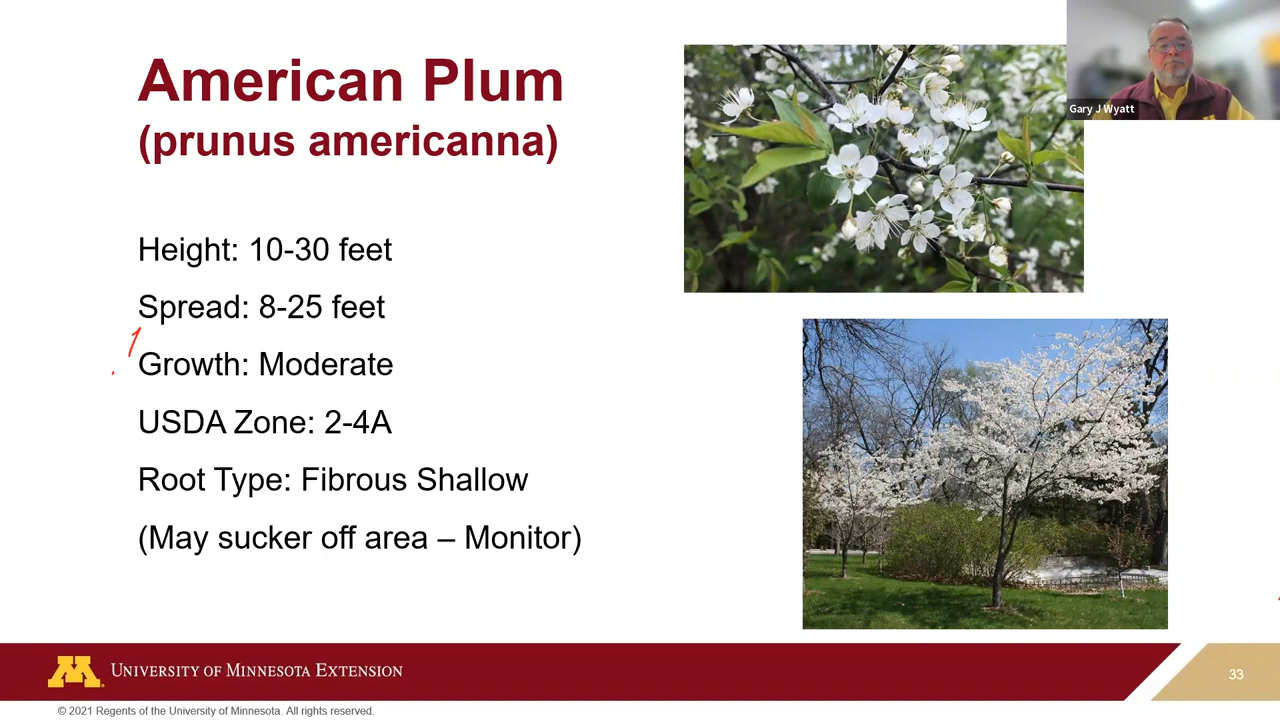 American Plum
(prunus americanna)
Height: 10-30 feet
Spread: 8-25 feet
Growth: Moderate
USDA Zone: 2-4A
Root Type: Fibrous Shallow
(May sucker off area – Monitor)
Gary J Wyatt
M
UNIVERSITY OF MINNESOTA EXTENSION
33
© 2021 Regents of the University of Minnesota. All rights reserved.